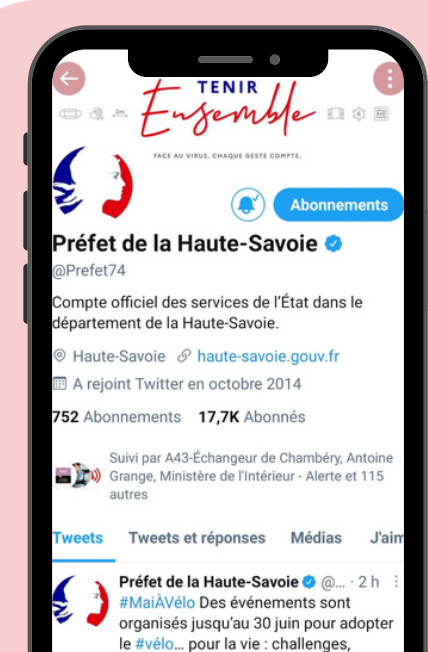 TENIR
Ensemble
FACE AU VIRUS, CHAQUE GESTE COMPTE.
Abonnements
Préfet de la Haute-Savoie
@Prefet74
Compte officiel des services de l'État dans le
département de la Haute-Savoie.
Haute-Savoie haute-savoie.gouv.fr
A rejoint Twitter en octobre 2014
752 Abonnements 17,7K Abonnés
Suivi par A43-Échangeur de Chambéry, Antoine
Grange, Ministère de l'Intérieur - Alerte et 115
autres
Tweets Tweets et réponses Médias J'aim
Préfet de la Haute-Savoie @... · 2 h
#MaiÀVélo Des événements sont
organisés jusqu'au 30 juin pour adopter
le #vélo... pour la vie : challenges,